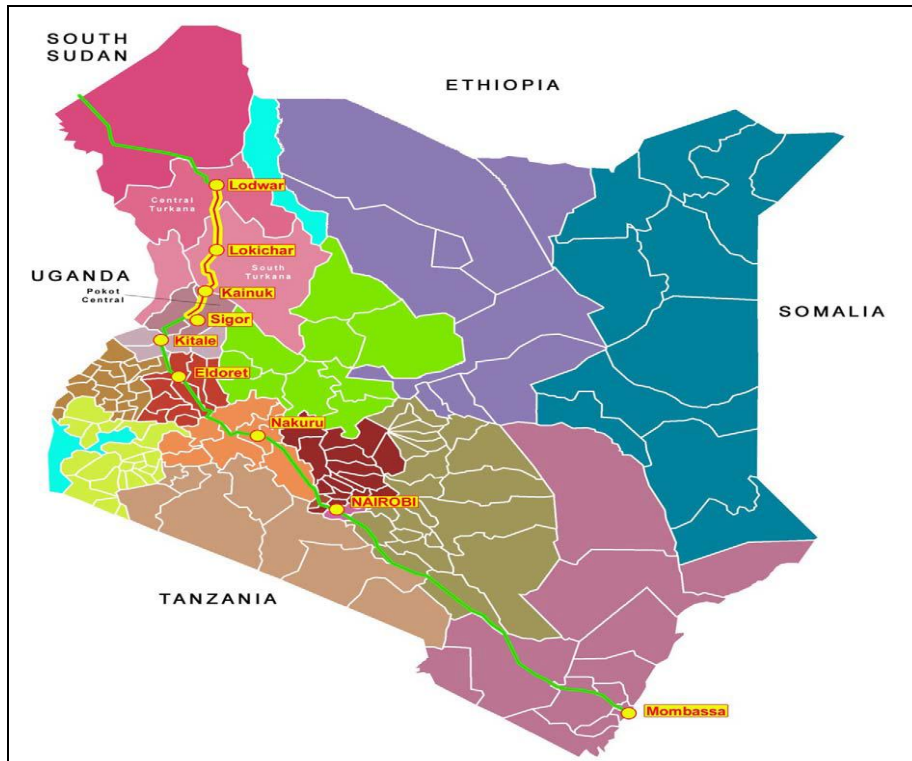 SOUTH
SUDAN
ETHIOPIA
Lodwar
Central
Turkana
Lokichar
South
Turkana
UGANDA
Kainuk
Pokot
Central
SOMALIA
Sigor
Kitale
Eldoret
Nakuru
NAIROBI
TANZANIA
Mombassa